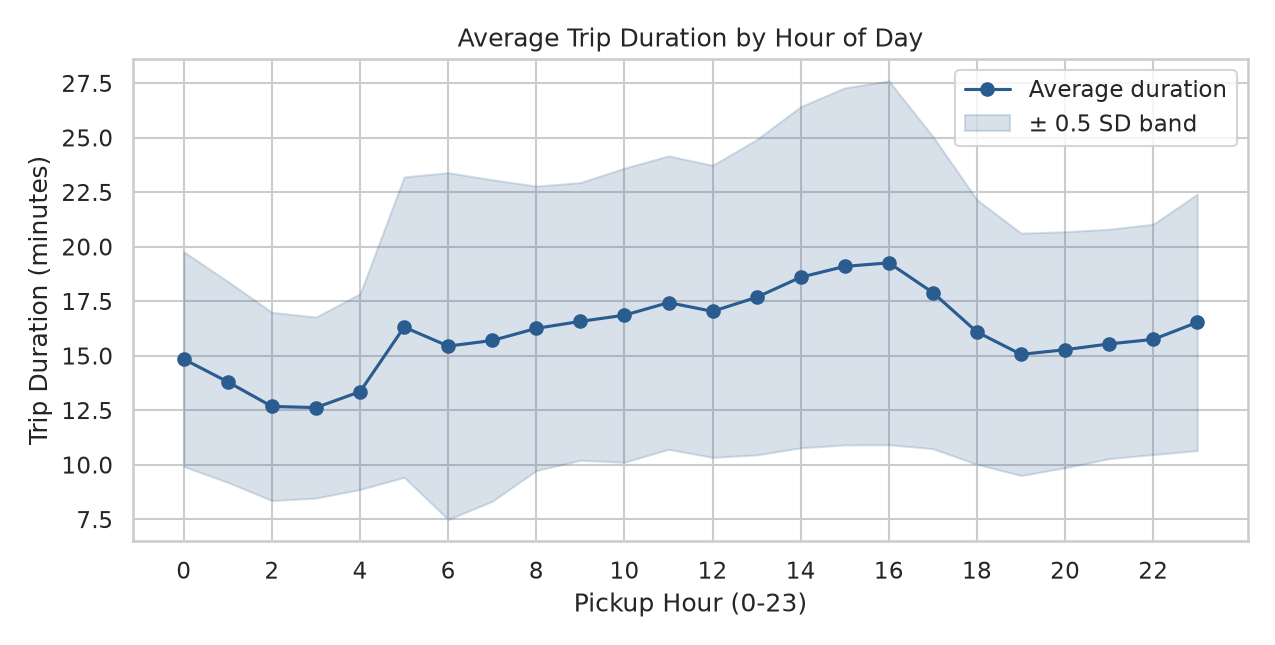 Average Trip Duration by Hour of Day
Trip Duration (minutes)
27.5
25.0
22.5
20.0
17.5
15.0
12.5
10.0
7.5
Average duration
± 0.5 SD band
0 2 4 6 8 10 12 14 16 18 20 22
Pickup Hour (0-23)